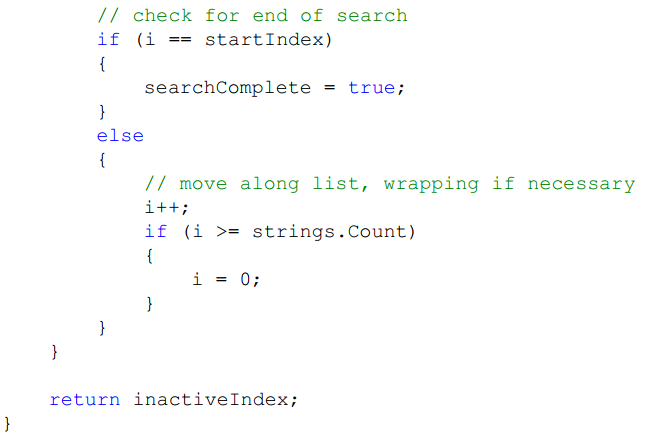 // check for end of search
if (i == startIndex)
{
searchComplete = true;
}
else
{
// move along list, wrapping if necessary
i++;
if (i >= strings.Count)
{
i = 0;
}
}
}
return inactiveIndex;
}